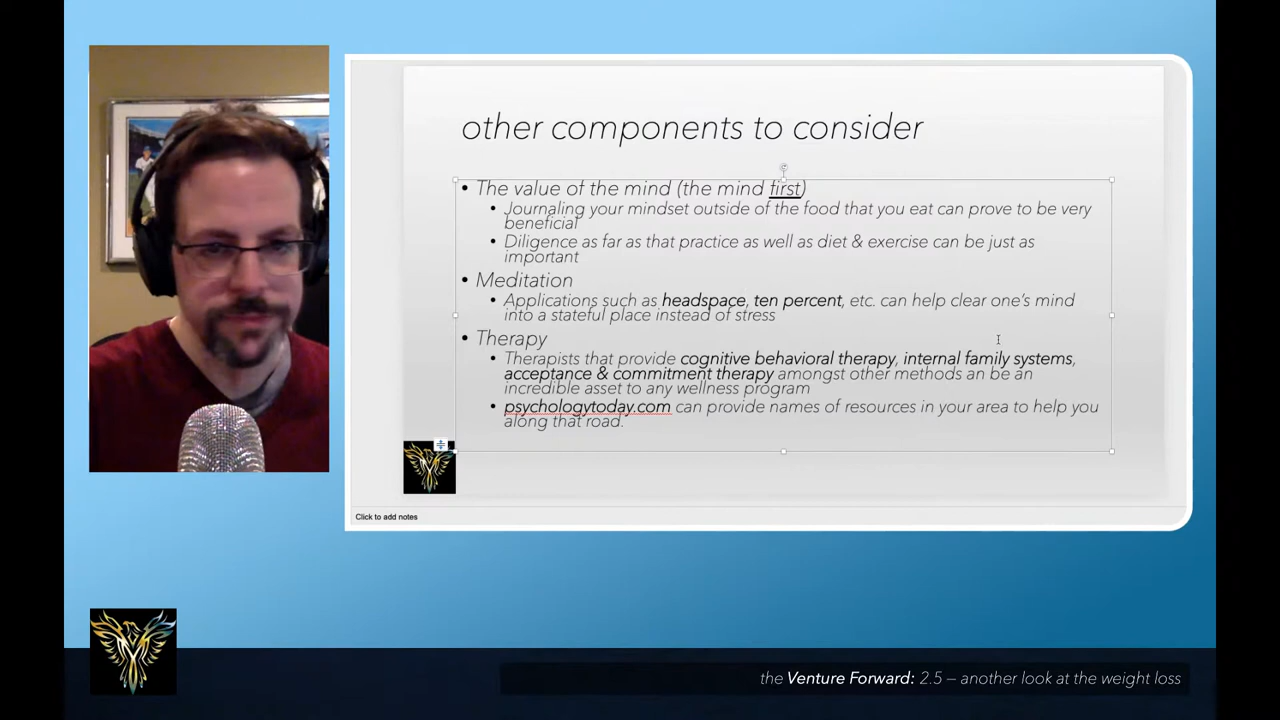 other components to consider
• The value of the mind (the mind first)
• Journaling your mindset outside of the food that you eat can prove to be very
beneficial
• Diligence as far as that practice as well as diet & exercise can be just as
important
• Meditation
• Applications such as headspace, ten percent, etc. can help clear one's mind
into a stateful place instead of stress
• Therapy
• Therapists that provide cognitive behavioral therapy, internal family systems,
acceptance & commitment therapy amongst other methods an be an
incredible asset to any wellness program
• psychologytoday.com can provide names of resources in your area to help you
along that road.
Click to add notes
the Venture Forward: 2.5 – another look at the weight loss